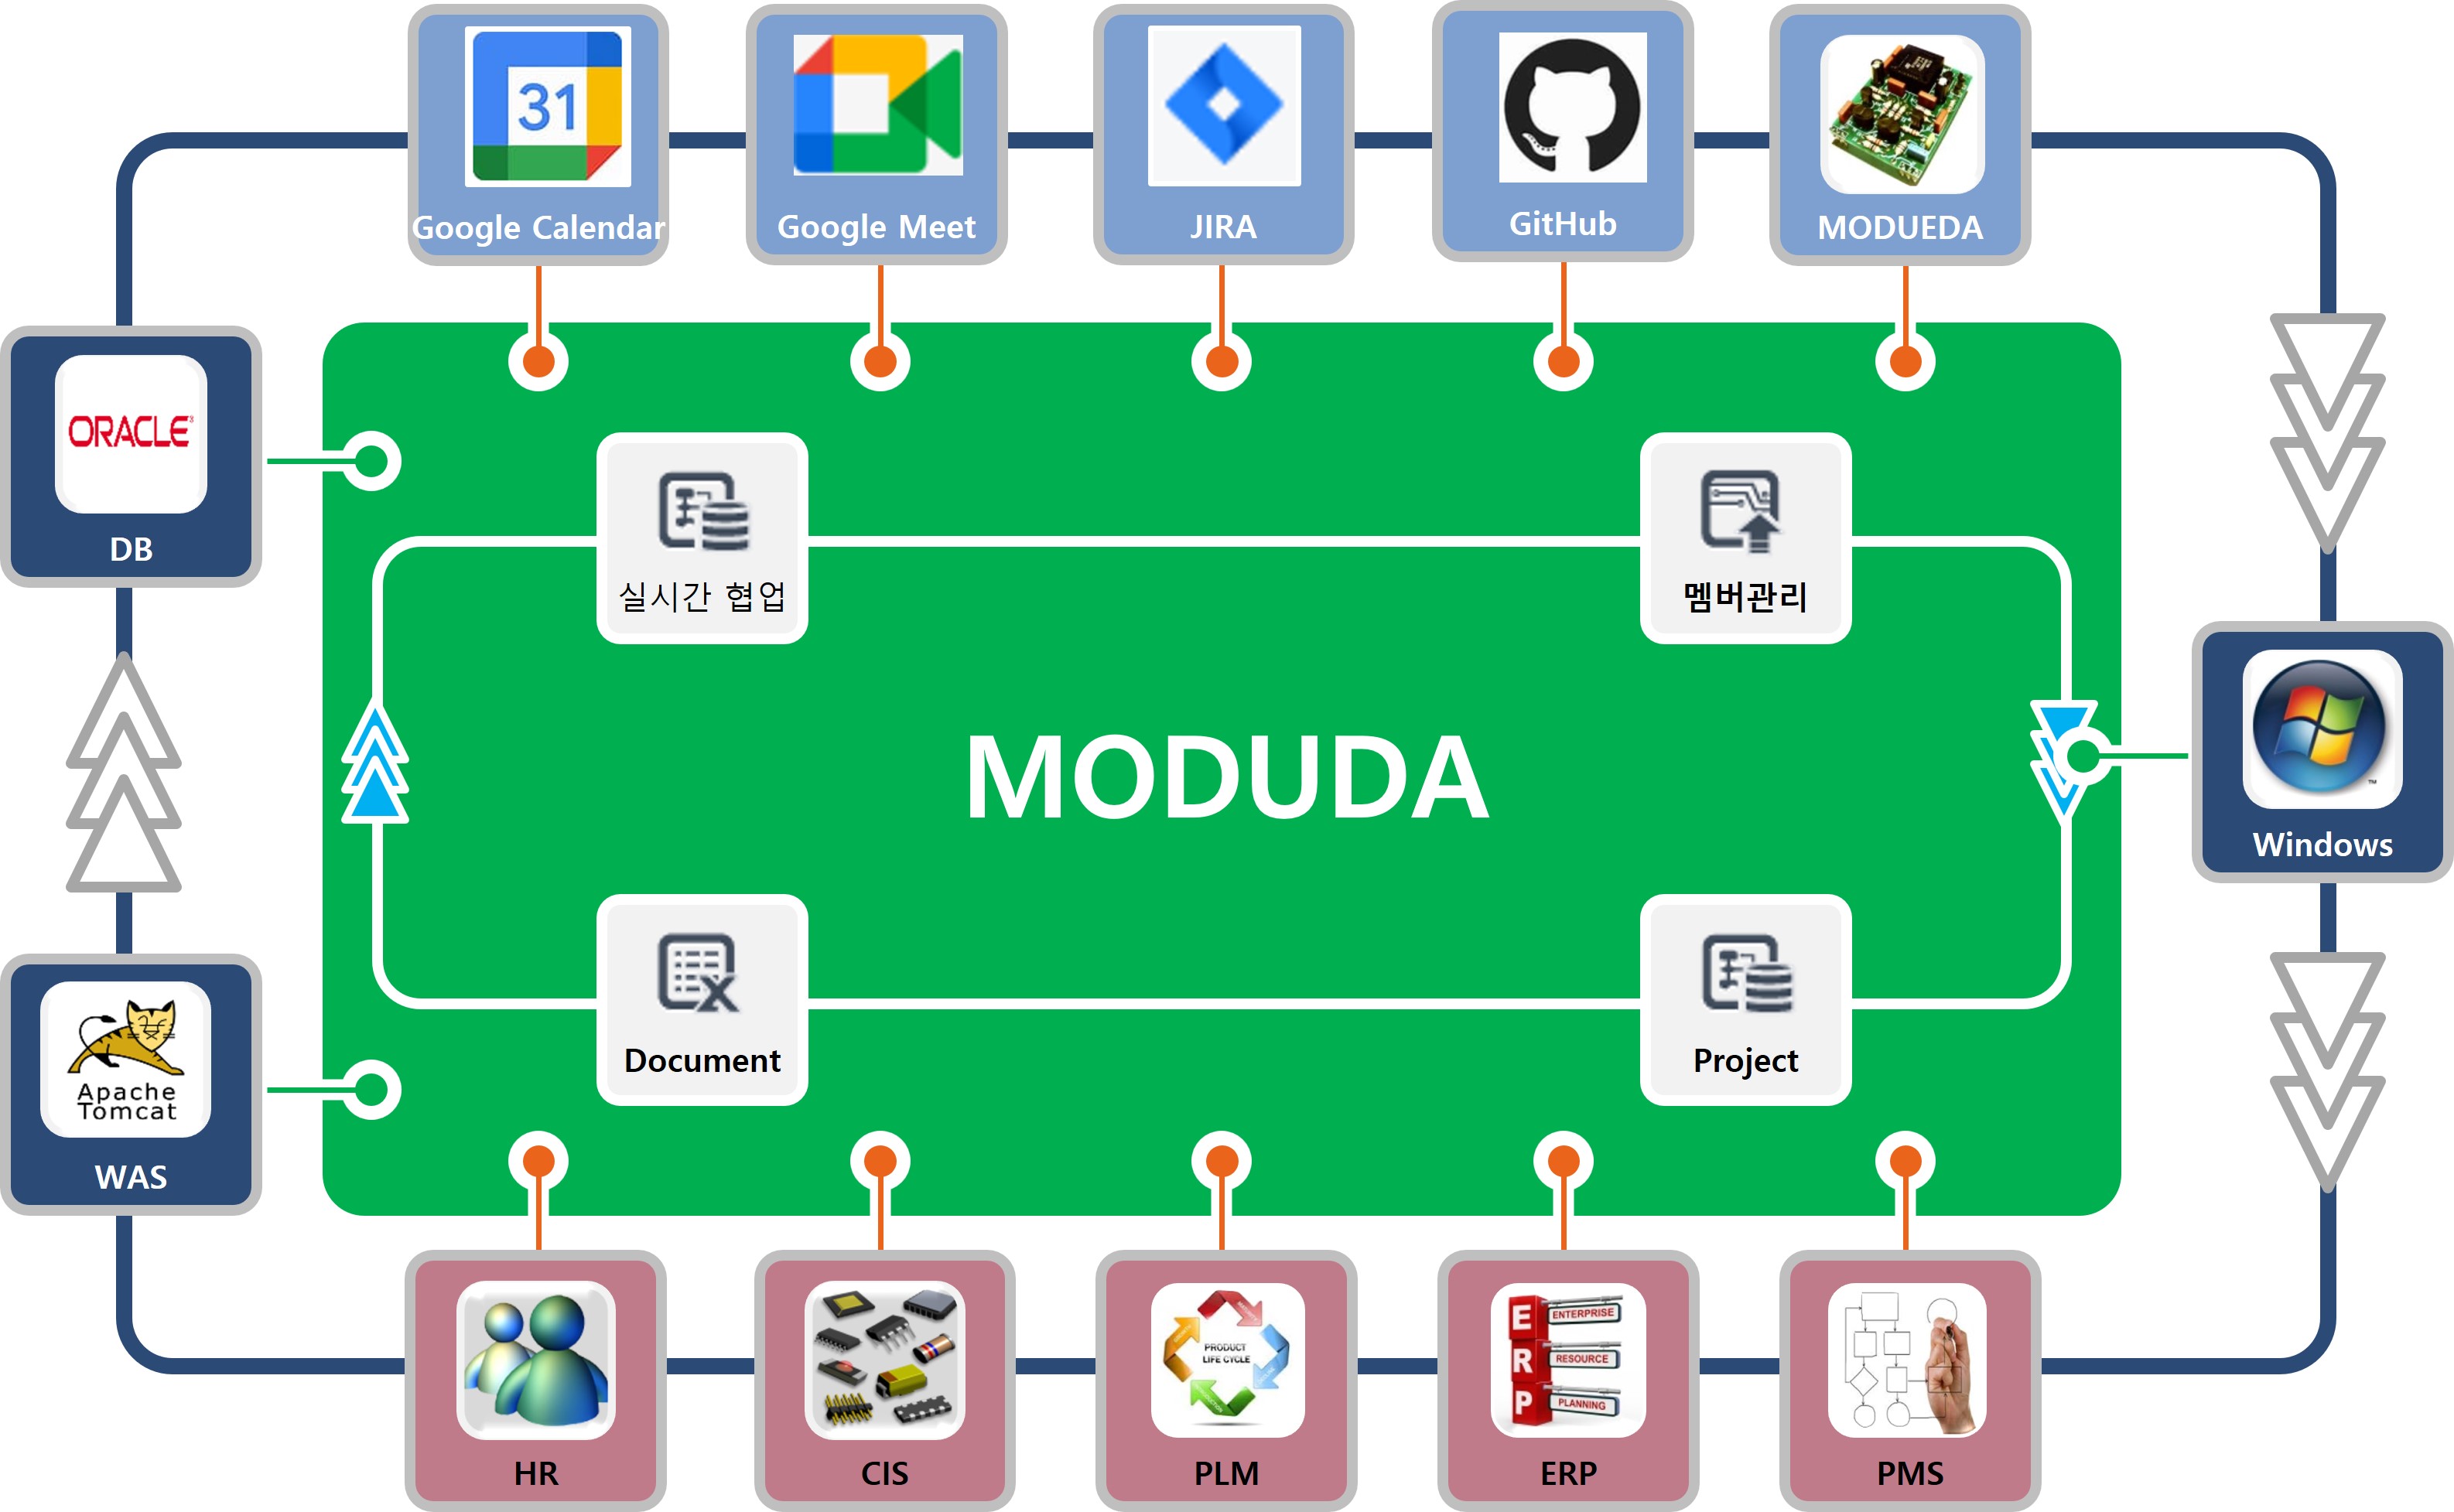 31
Google Calendar
Google Meet
JIRA
GitHub
MODUEDA
ORACLE
DB
실시간 협업
멤버관리
MODUDA
Windows
™
Apache
Tomcat
WAS
Document
Project
HR
CIS
PRODUCT
LIFE CYCLE
PLM
E
ENTERPRISE
R
RESOURCE
P
PLANNING
ERP
PMS